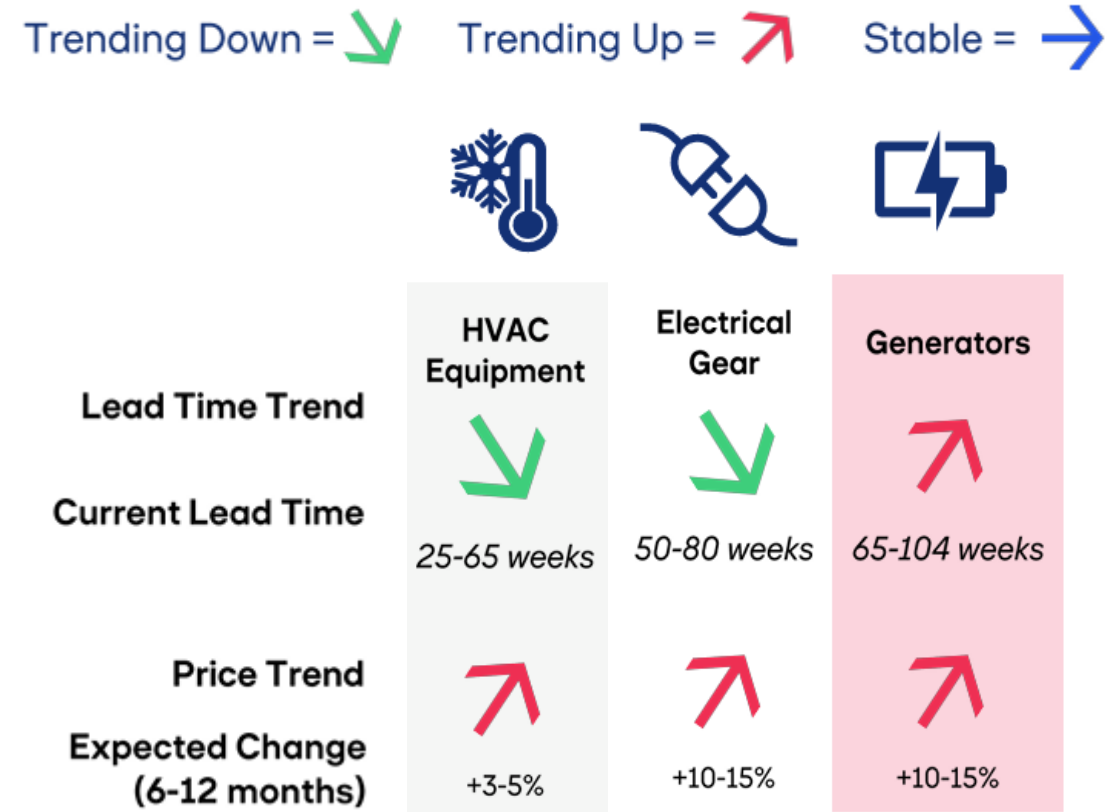 Trending Down =
Trending Up =
Stable =
HVAC
Equipment
Electrical
Gear
Generators
Lead Time Trend
Current Lead Time
25-65 weeks
50-80 weeks
65-104 weeks
Price Trend
Expected Change
(6-12 months)
+3-5%
+10-15%
+10-15%